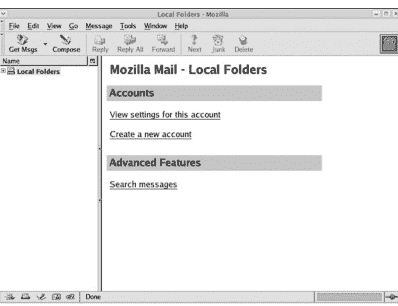 Local Folders - Mozilla
File Edit View Go Message Tools Window Help
Get Msgs Compose Reply Reply All Forward Next Junk Delete
Name
Local Folders
Mozilla Mail - Local Folders
Accounts
View settings for this account
Create a new account
Advanced Features
Search messages
Done